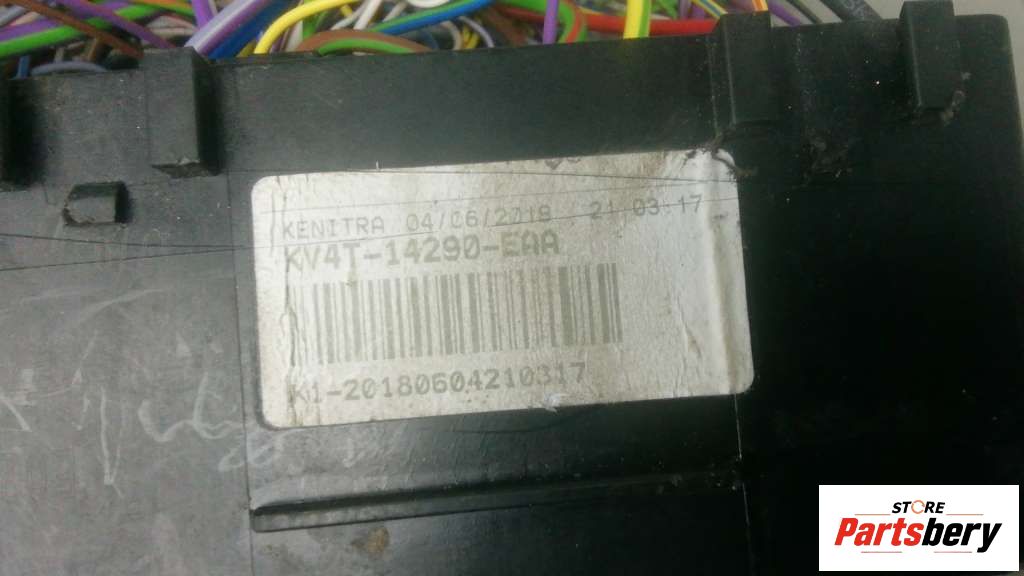 KENITRA 04/06/2018 21:03:17
KV4T-14290-EAA
K1-20180604210317
STORE
Partsbery